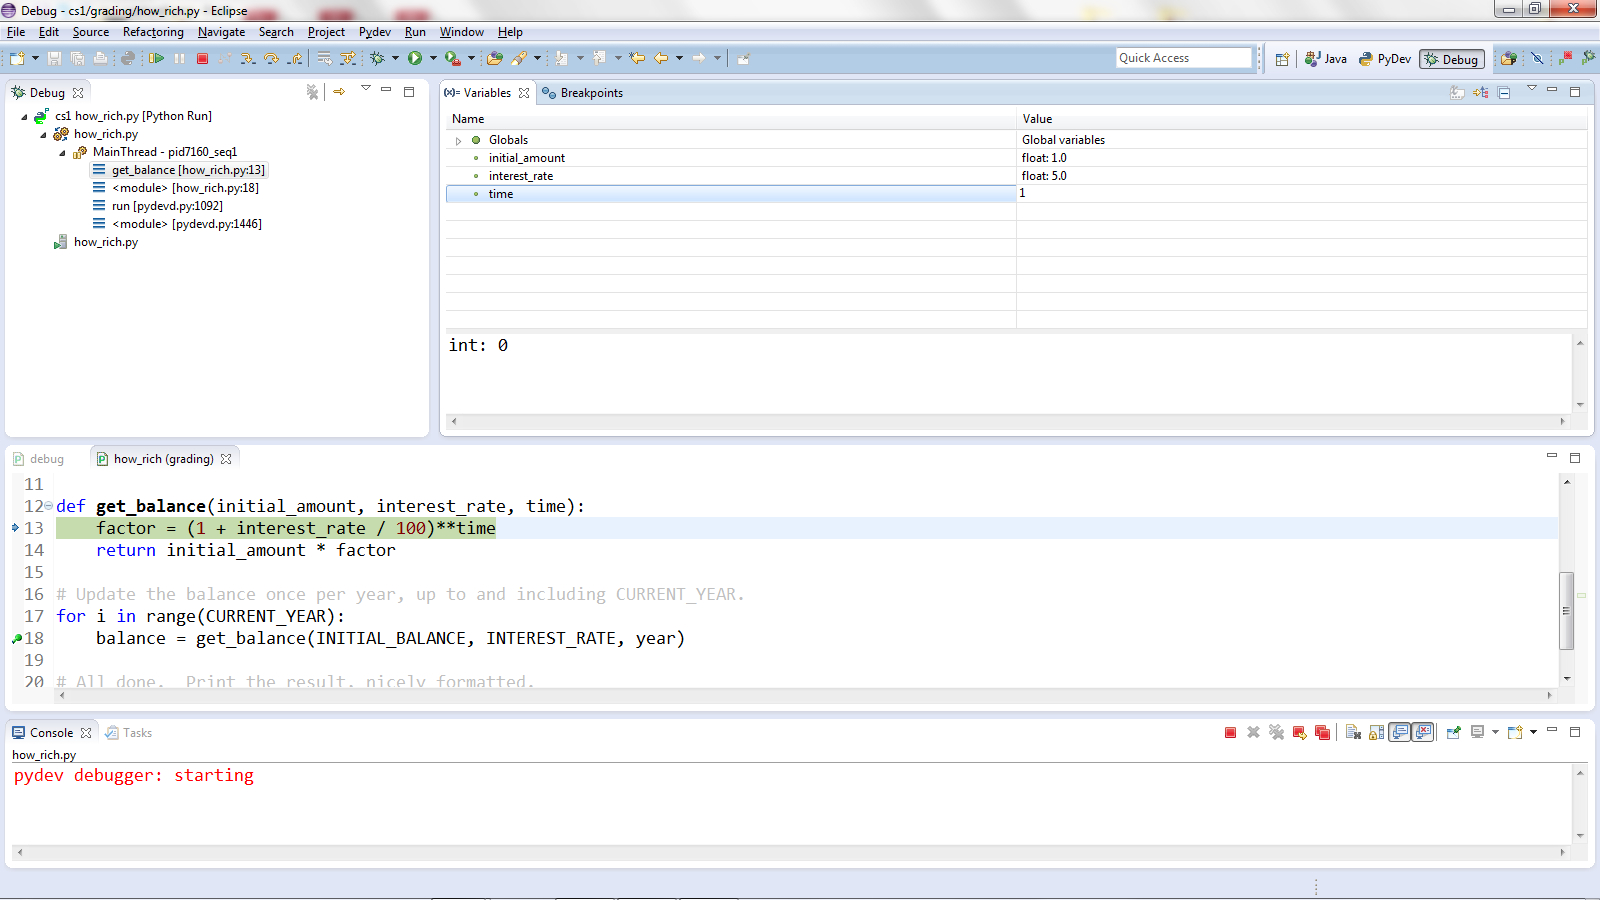 Debug - cs1/grading/how_rich.py - Eclipse
File Edit Source Refactoring Navigate Search Project Pydev Run Window Help
Quick Access
Java PyDev Debug
Debug
cs1 how_rich.py [Python Run]
how_rich.py
MainThread - pid7160_seq1
get_balance [how_rich.py:13]
<module> [how_rich.py:18]
run [pydevd.py:1092]
<module> [pydevd.py:1446]
how_rich.py
(x)= Variables Breakpoints
Name Value
Globals Global variables
initial_amount float: 1.0
interest_rate float: 5.0
time 1
int: 0
debug how_rich (grading)
11
12 def get_balance(initial_amount, interest_rate, time):
13 factor = (1 + interest_rate / 100)**time
14 return initial_amount * factor
15
16 # Update the balance once per year, up to and including CURRENT_YEAR.
17 for i in range(CURRENT_YEAR):
18 balance = get_balance(INITIAL_BALANCE, INTEREST_RATE, year)
19
20 # All done.  Print the result, nicely formatted.
Console Tasks
how_rich.py
pydev debugger: starting